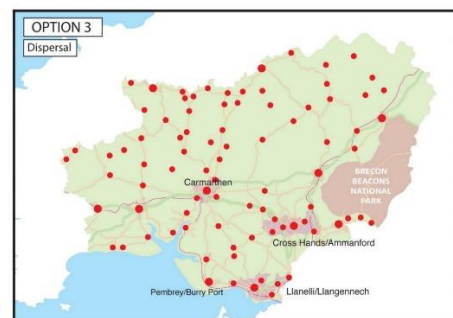 OPTION 3
Dispersal
BRECON
BEACONS
NATIONAL
PARK
Carmarthen
Cross Hands/Ammanford
Pembrey/Burry Port
Llanelli/Llangennech